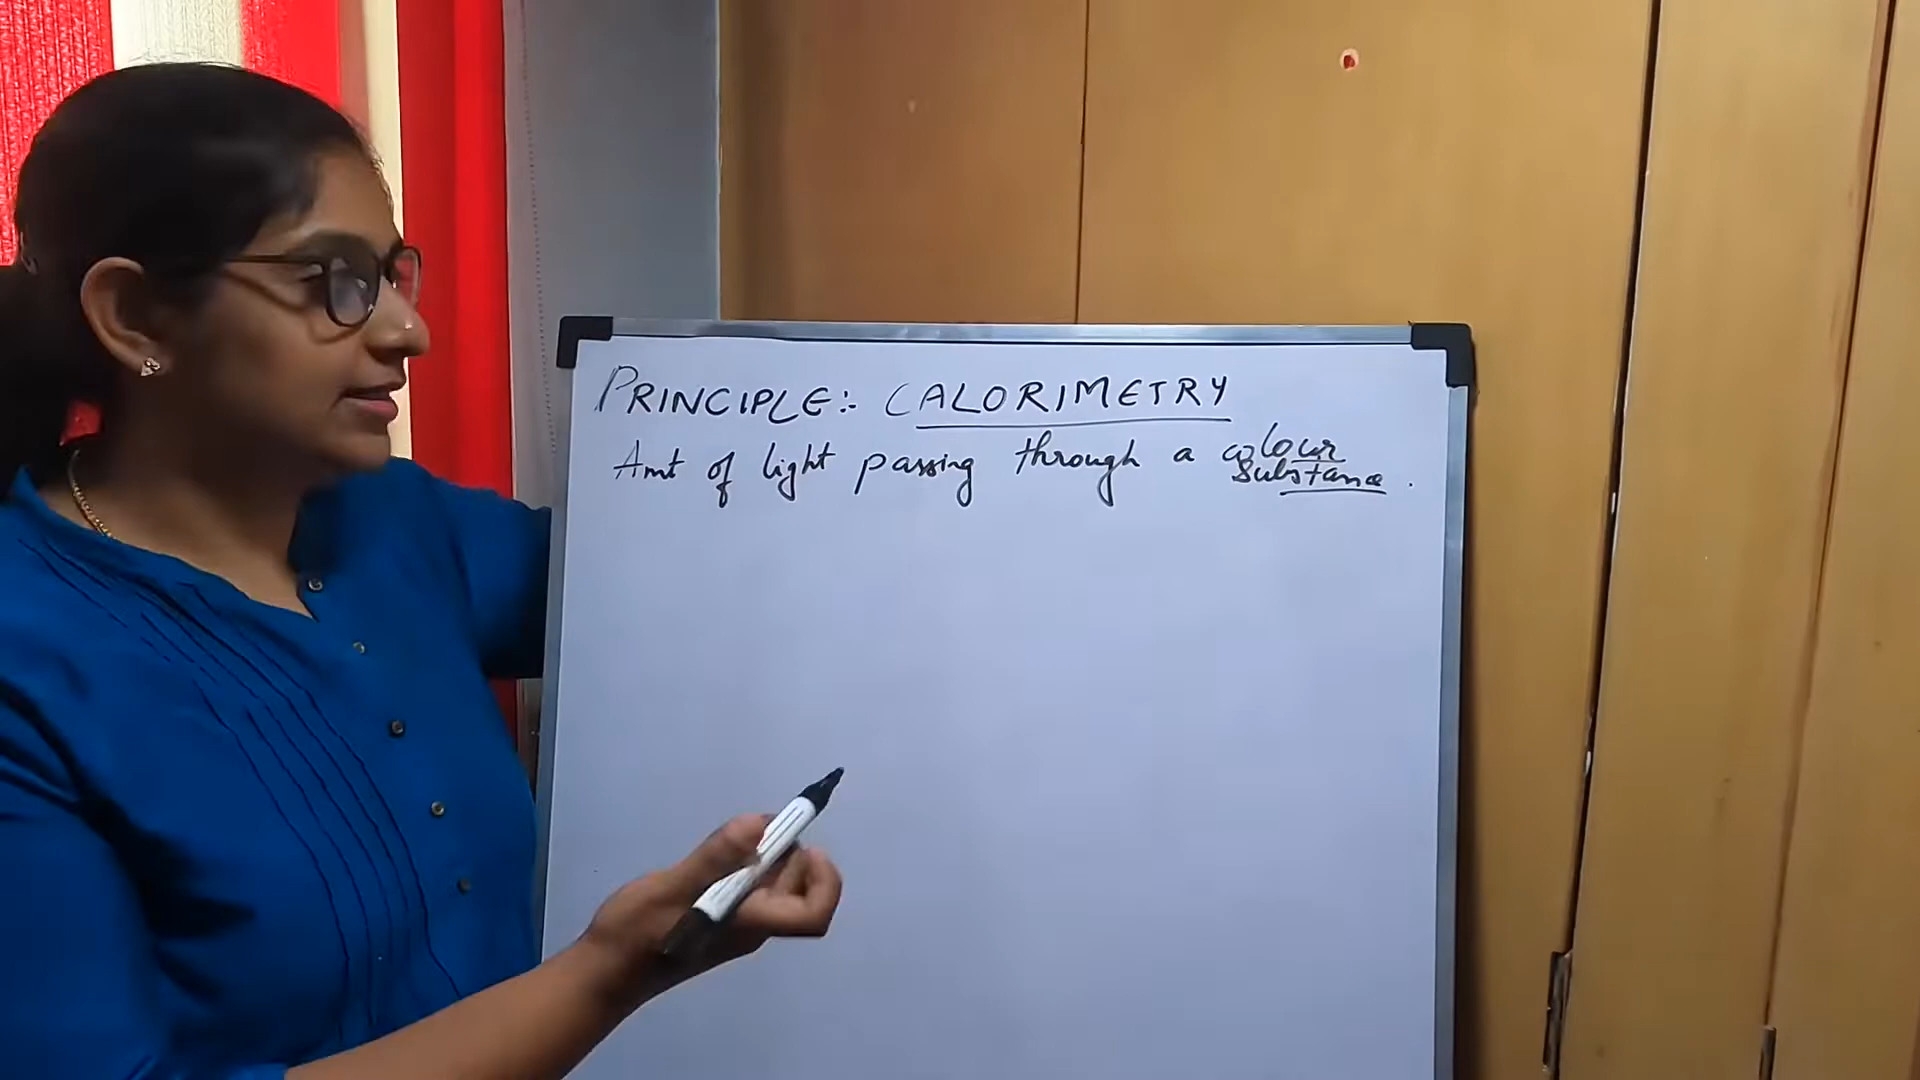 PRINCIPLE:- CALORIMETRY
Amt of light passing through a colour
substance.